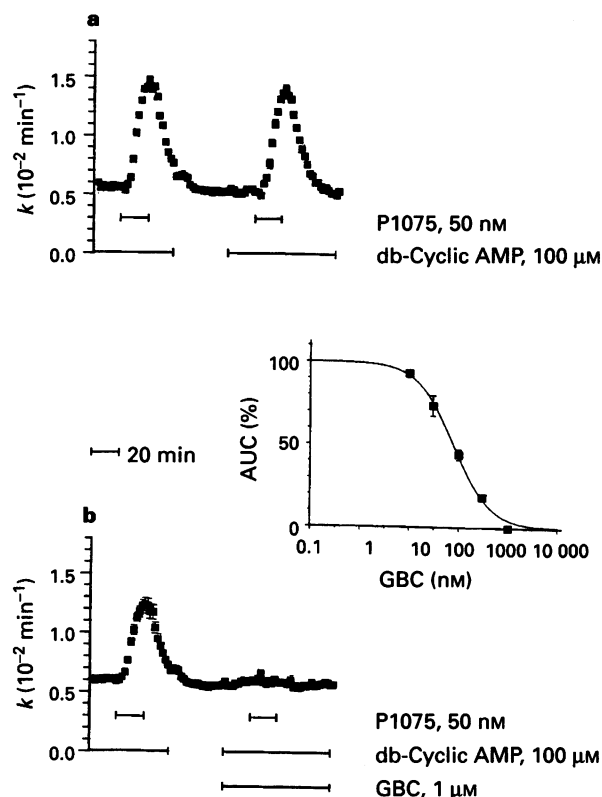 a
k (10⁻² min⁻¹)
1.5
1.0
0.5
0.0
P1075, 50 nM
db-Cyclic AMP, 100 μM
20 min
AUC (%)
100
50
0
0.1 1 10 100 1000 10 000
GBC (nM)
b
k (10⁻² min⁻¹)
1.5
1.0
0.5
0.0
P1075, 50 nM
db-Cyclic AMP, 100 μM
GBC, 1 μM